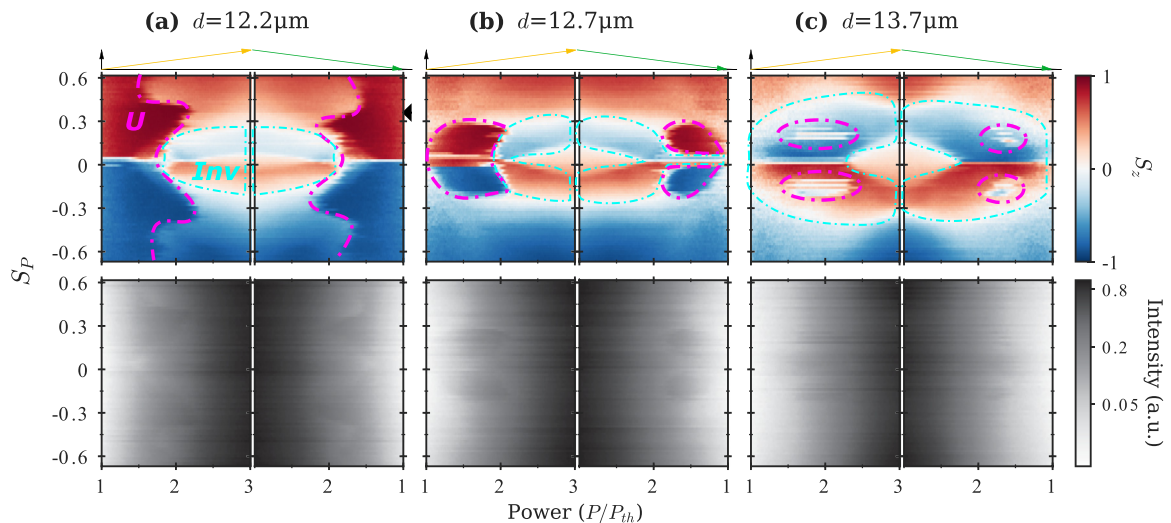 (a) d=12.2μm (b) d=12.7μm (c) d=13.7μm
0.6
0.3
0
-0.3
-0.6
U
Inv
S_P
1
0
-1
S_z
0.6
0.3
0
-0.3
-0.6
0.8
0.2
0.05
Intensity (a.u.)
1 2 3 2 1 2 3 2 1 2 3 2 1
Power (P/P_th)